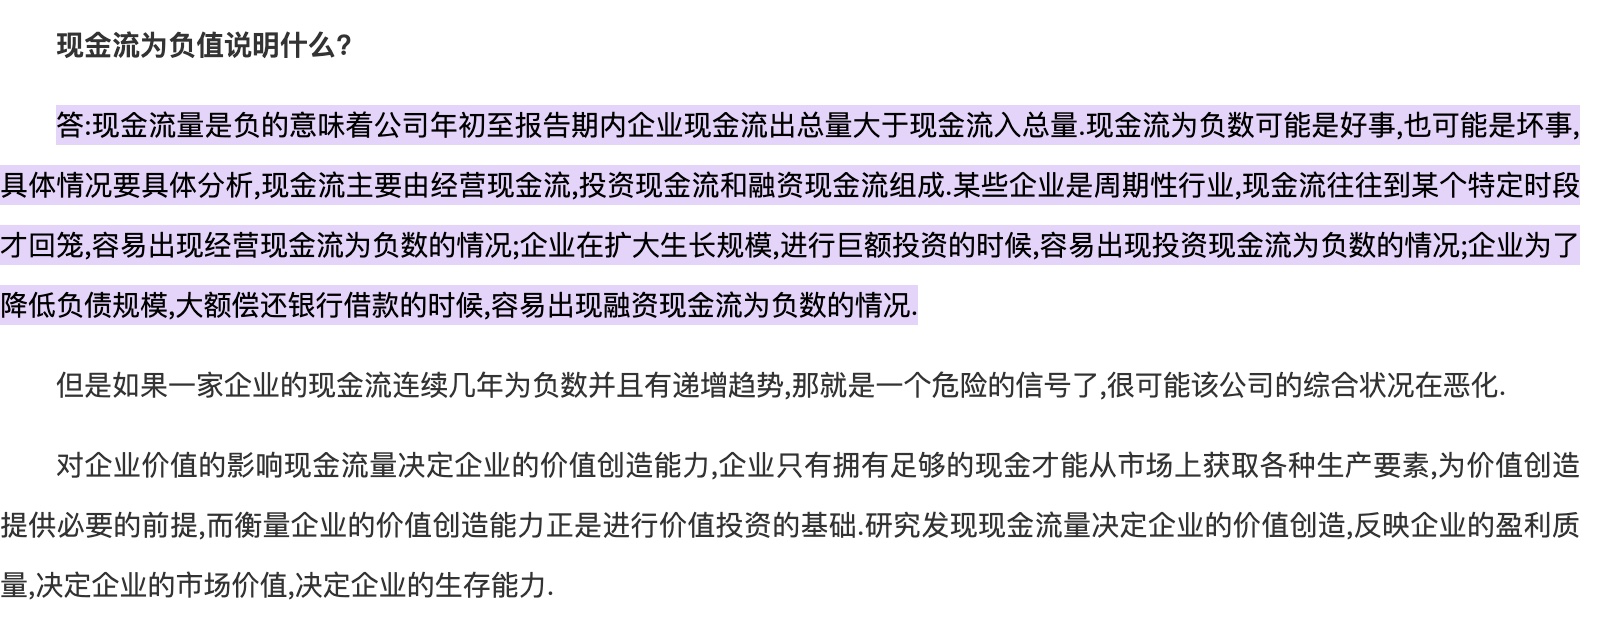 现金流为负值说明什么?
答:现金流量是负的意味着公司年初至报告期内企业现金流出总量大于现金流入总量.现金流为负数可能是好事,也可能是坏事,
具体情况要具体分析,现金流主要由经营现金流,投资现金流和融资现金流组成.某些企业是周期性行业,现金流往往到某个特定时段
才回笼,容易出现经营现金流为负数的情况;企业在扩大生长规模,进行巨额投资的时候,容易出现投资现金流为负数的情况;企业为了
降低负债规模,大额偿还银行借款的时候,容易出现融资现金流为负数的情况.
但是如果一家企业的现金流连续几年为负数并且有递增趋势,那就是一个危险的信号了,很可能该公司的综合状况在恶化.
对企业价值的影响现金流量决定企业的价值创造能力,企业只有拥有足够的现金才能从市场上获取各种生产要素,为价值创造
提供必要的前提,而衡量企业的价值创造能力正是进行价值投资的基础.研究发现现金流量决定企业的价值创造,反映企业的盈利质
量,决定企业的市场价值,决定企业的生存能力.